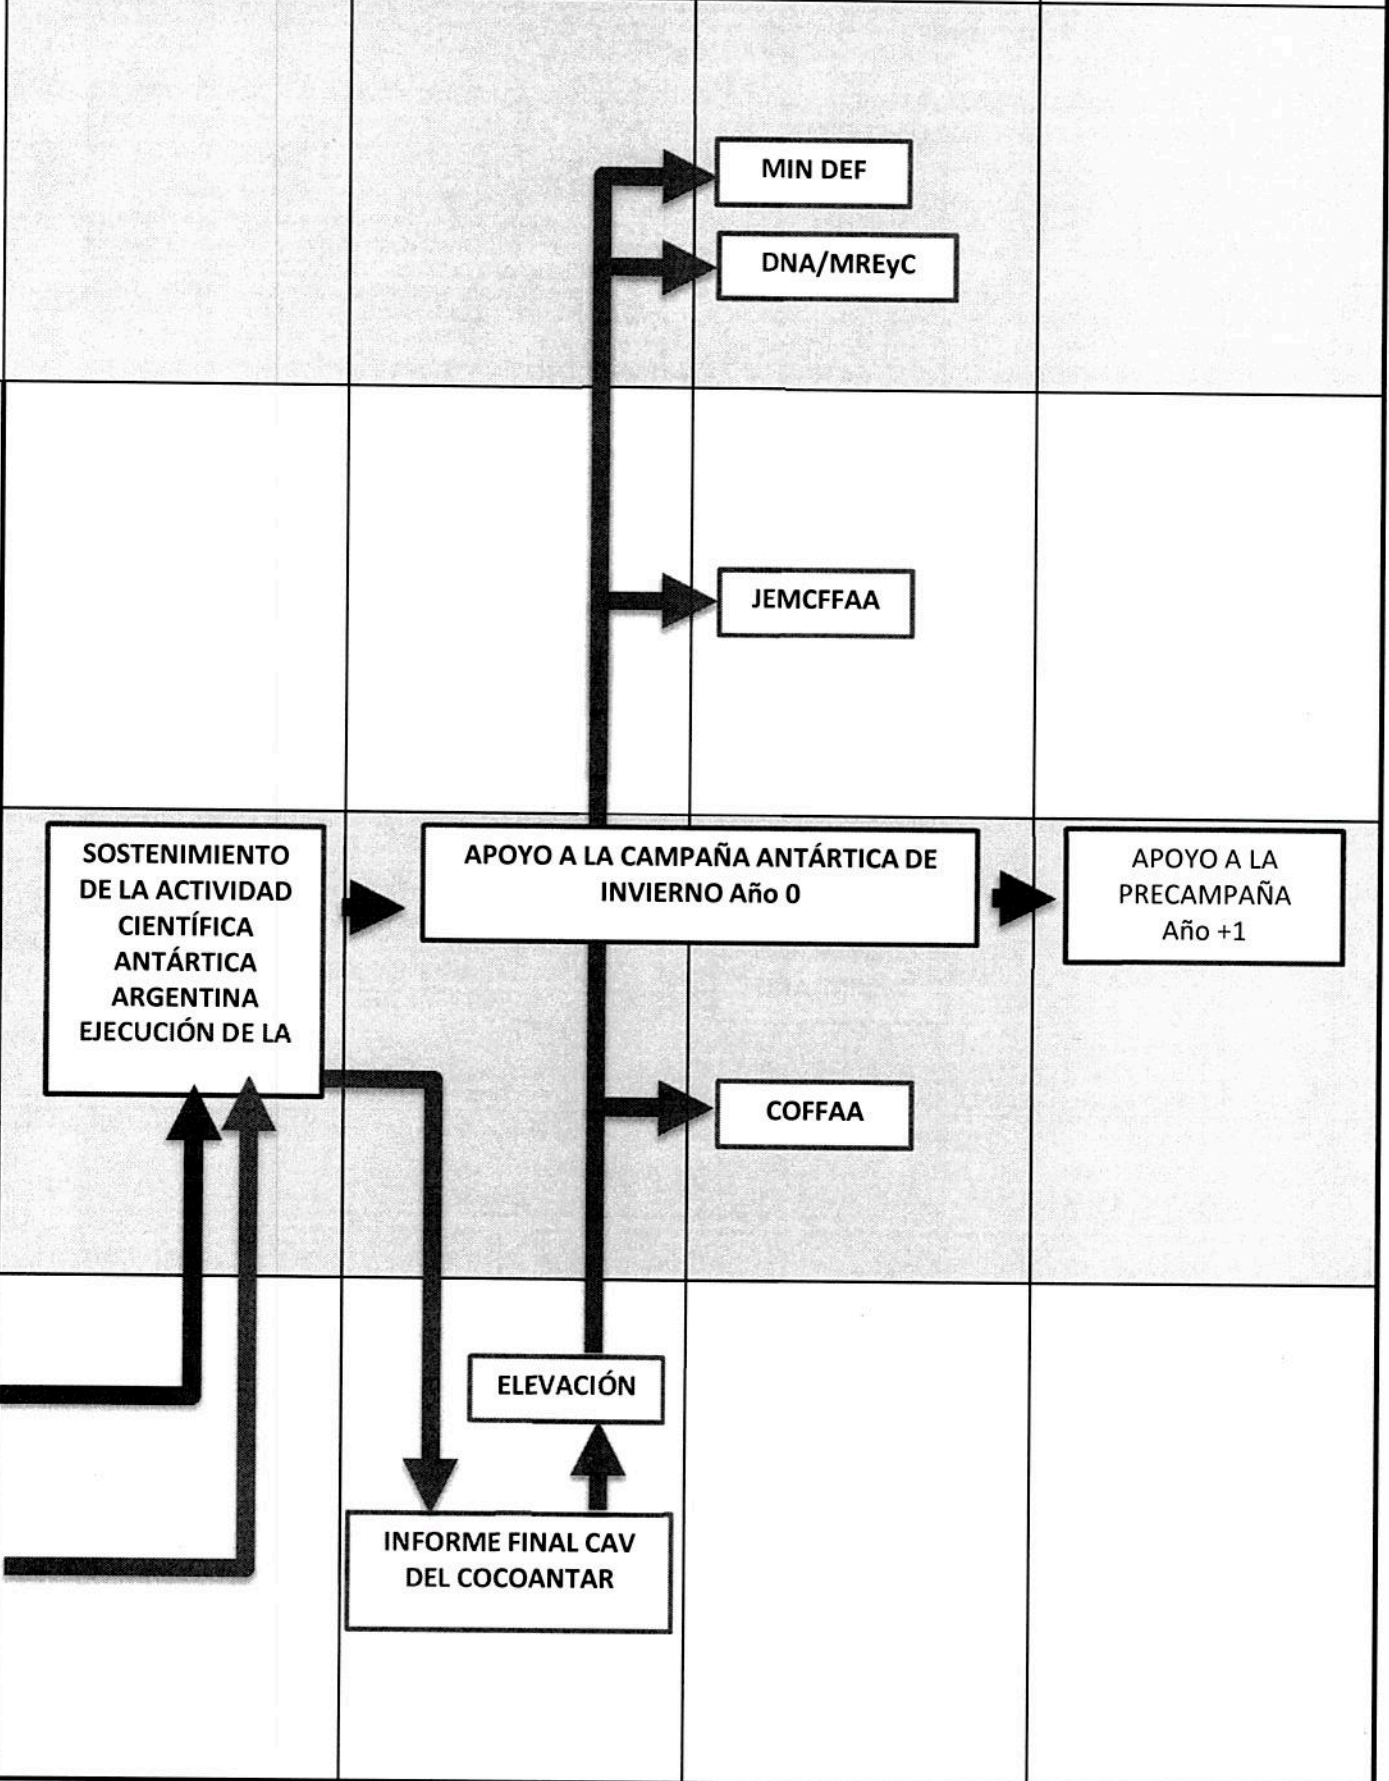 MIN DEF
DNA/MREyC
JEMCFFAA
SOSTENIMIENTO
DE LA ACTIVIDAD
CIENTÍFICA
ANTÁRTICA
ARGENTINA
EJECUCIÓN DE LA
APOYO A LA CAMPAÑA ANTÁRTICA DE
INVIERNO Año 0
APOYO A LA
PRECAMPAÑA
Año +1
COFFAA
ELEVACIÓN
INFORME FINAL CAV
DEL COCOANTAR